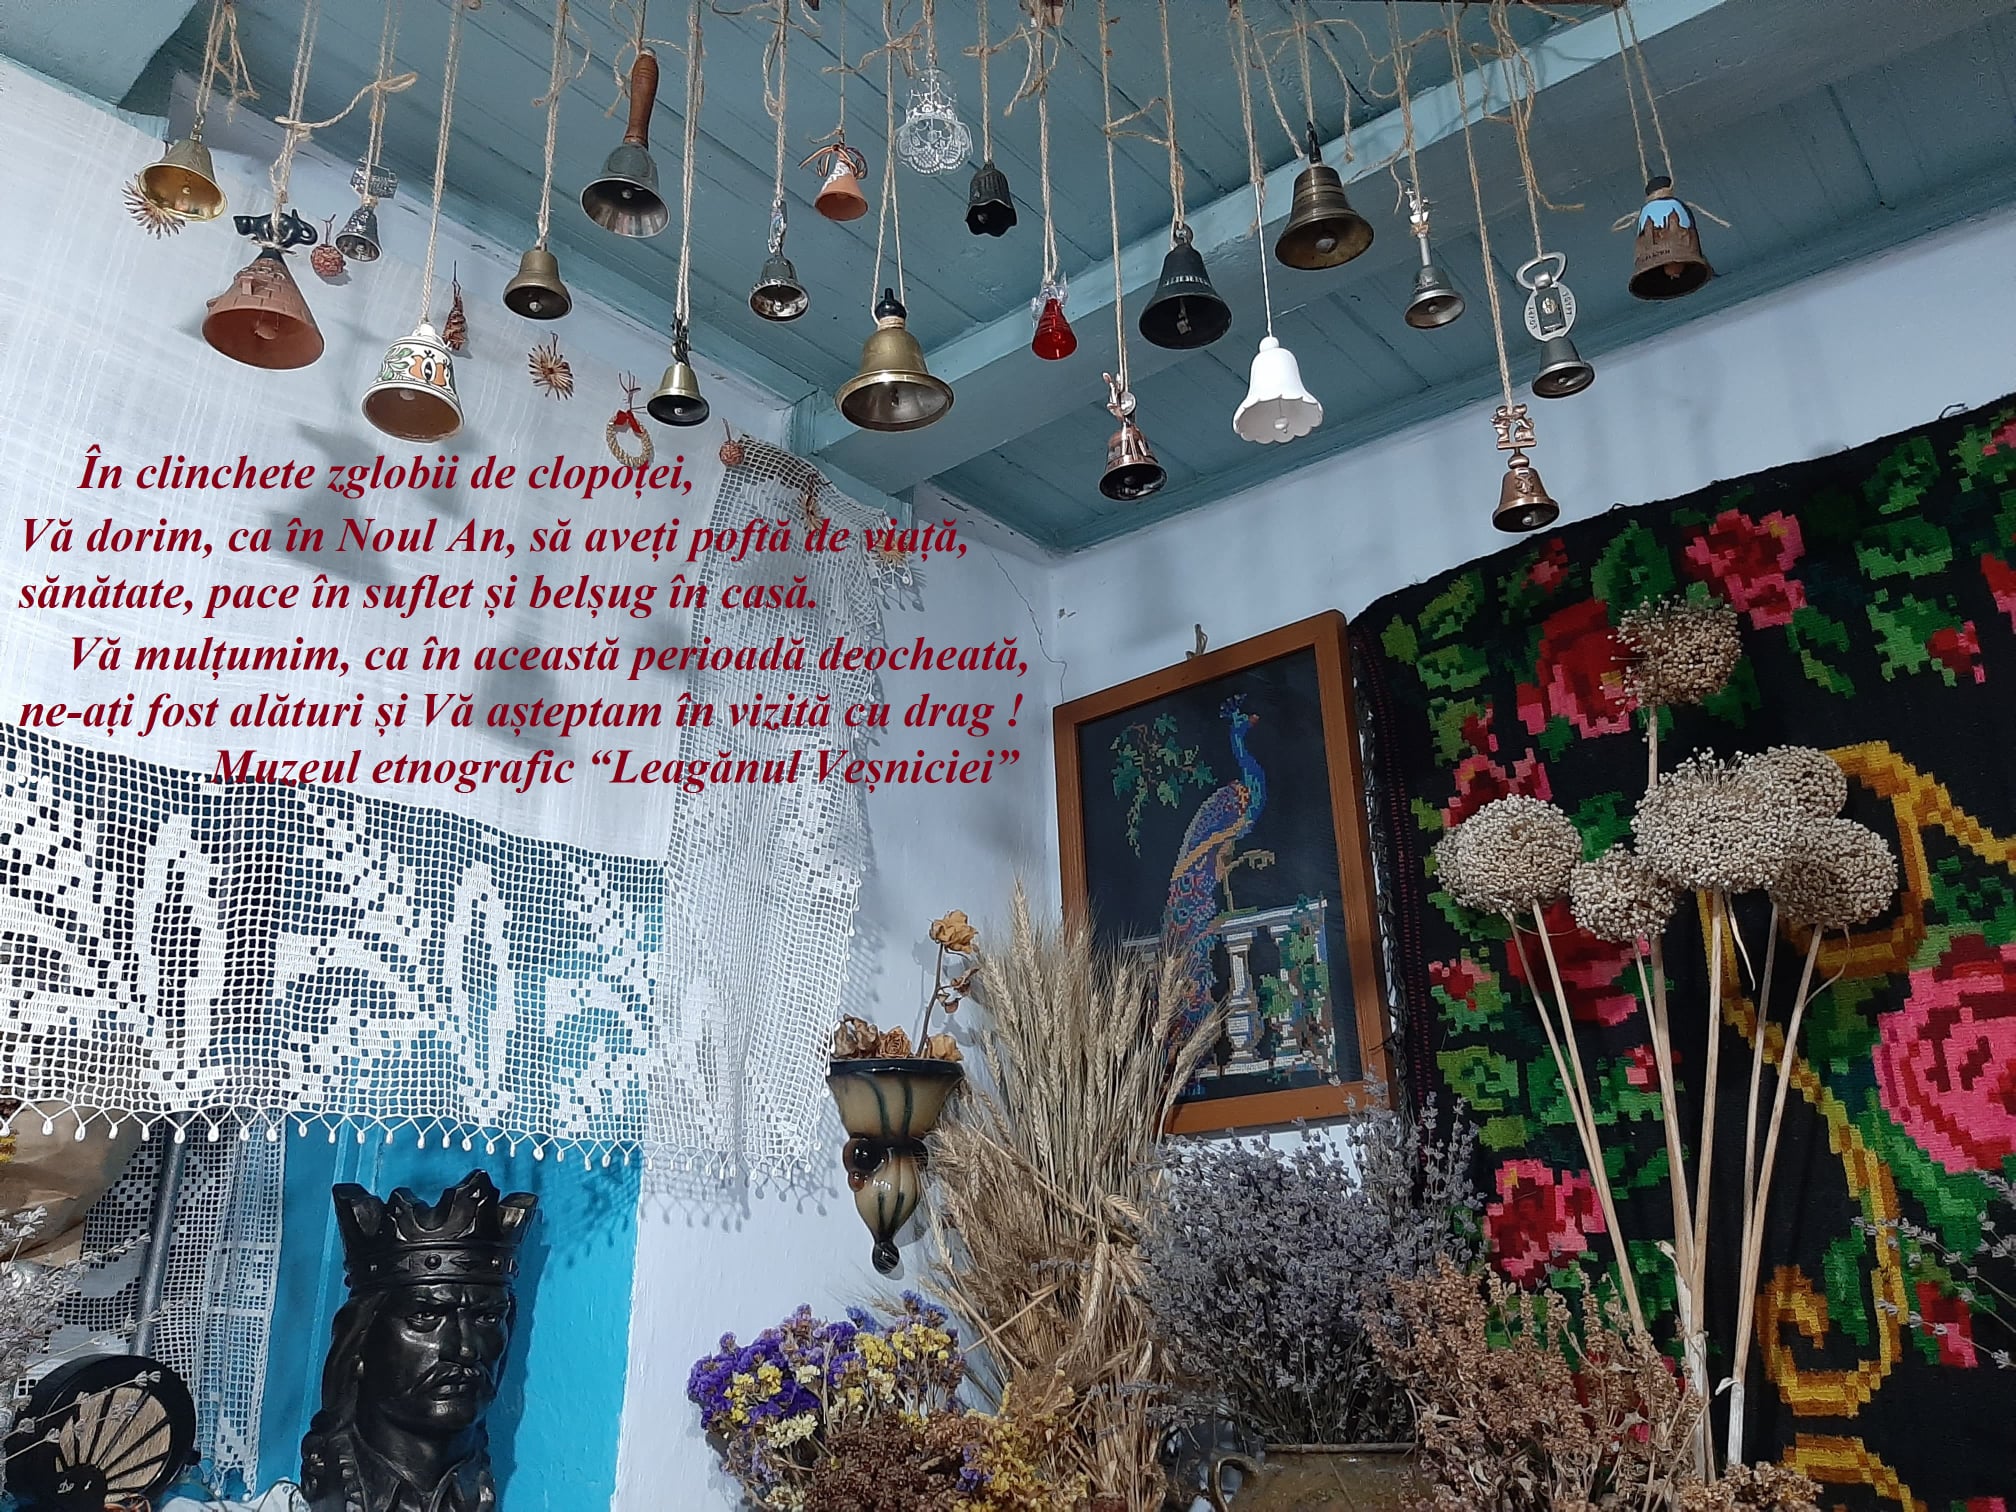 În clinchete zglobii de clopoței,
Vă dorim, ca în Noul An, să aveți poftă de viață,
sănătate, pace în suflet și belșug în casă.
Vă mulțumim, ca în această perioadă deocheată,
ne-ați fost alături și Vă așteptam în vizită cu drag !
Muzeul etnografic “Leagănul Veșniciei”